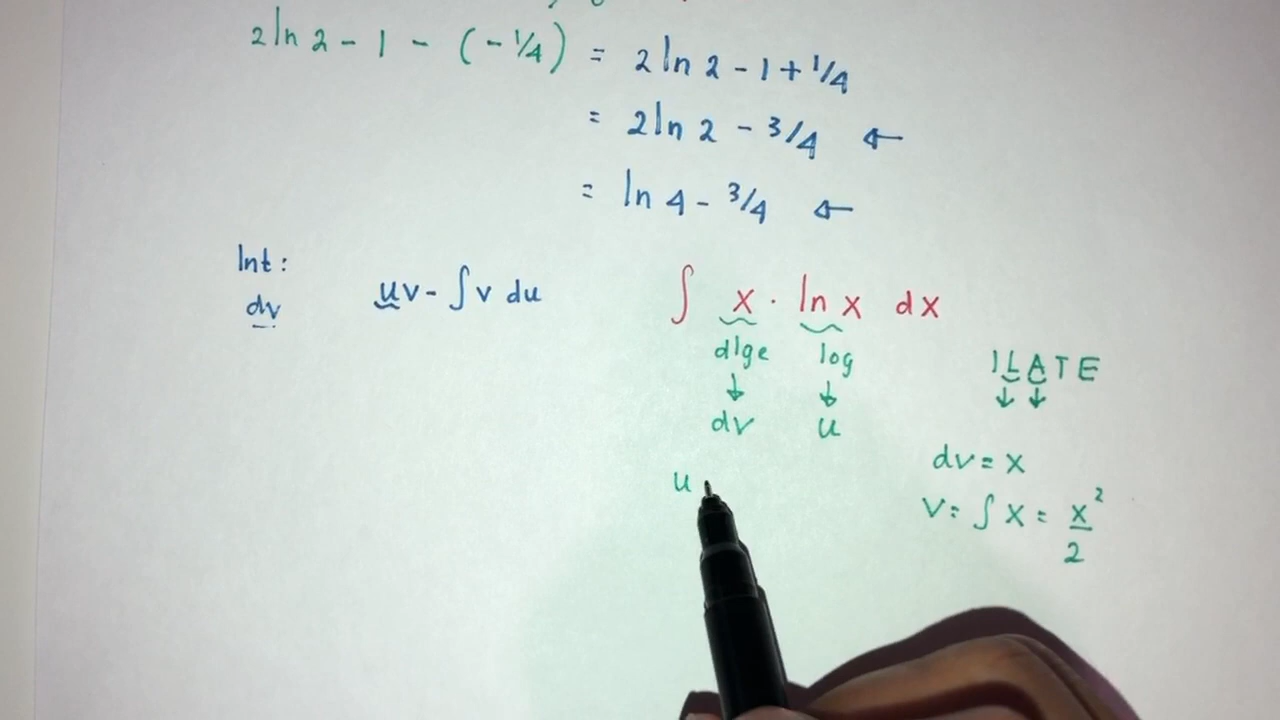 2ln 2 - 1 - (-1/4) = 2ln 2 - 1 + 1/4
= 2ln 2 - 3/4 ←
= ln 4 - 3/4 ←
Int:
dv
uv - ∫v du
∫ x · ln x dx
alge log
↓ ↓
dv u
ILATE
↓ ↓
dv = x
v = ∫ x = x²/2
u